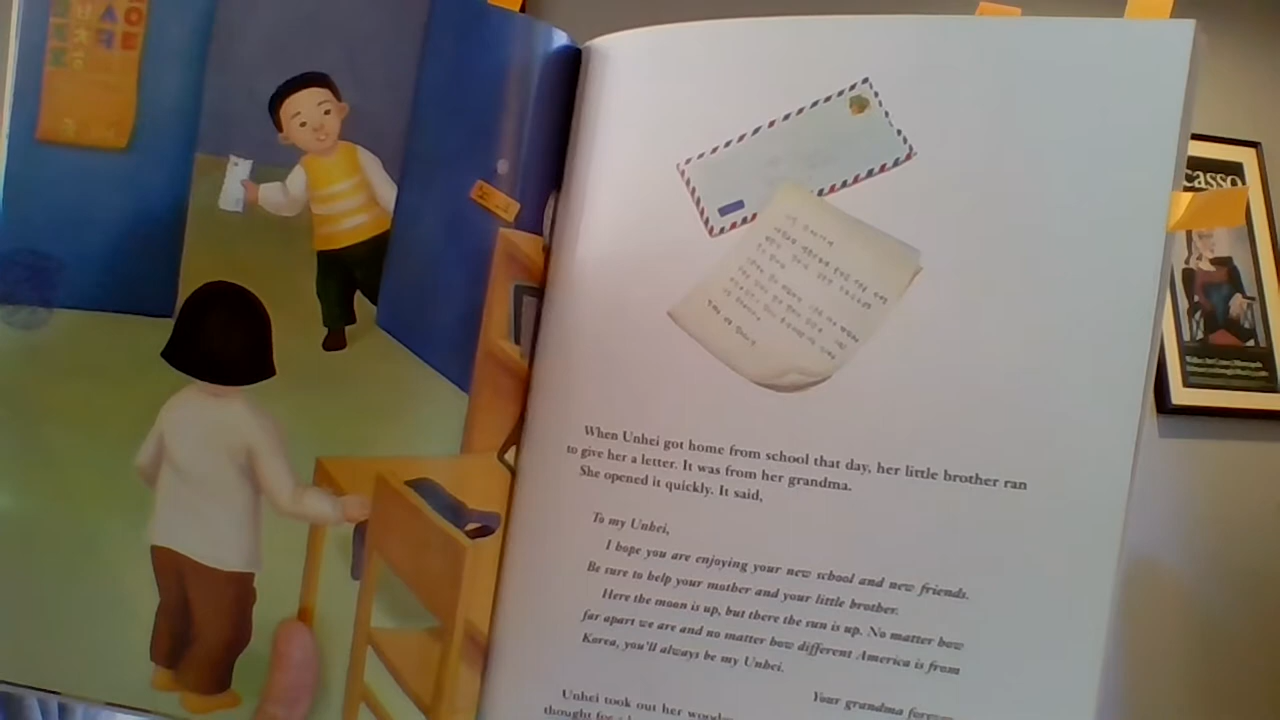 When Unhei got home from school that day, her little brother ran
to give her a letter. It was from her grandma.
She opened it quickly. It said,
To my Unhei,
I hope you are enjoying your new school and new friends.
Be sure to help your mother and your little brother.
Here the moon is up, but there the sun is up. No matter how
far apart we are and no matter how different America is from
Korea, you'll always be my Unhei.
Your grandma
Unhei took out her
thought for
casso